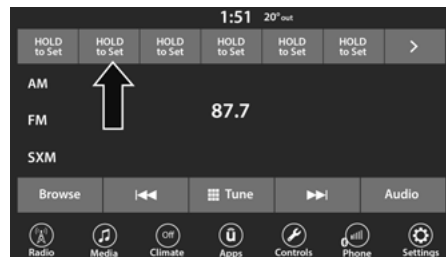 1:51 20° out
HOLD to Set HOLD to Set HOLD to Set HOLD to Set HOLD to Set HOLD to Set
AM
87.7
FM
SXM
Browse Tune Audio
Off
Radio Media Climate Apps Controls Phone Settings